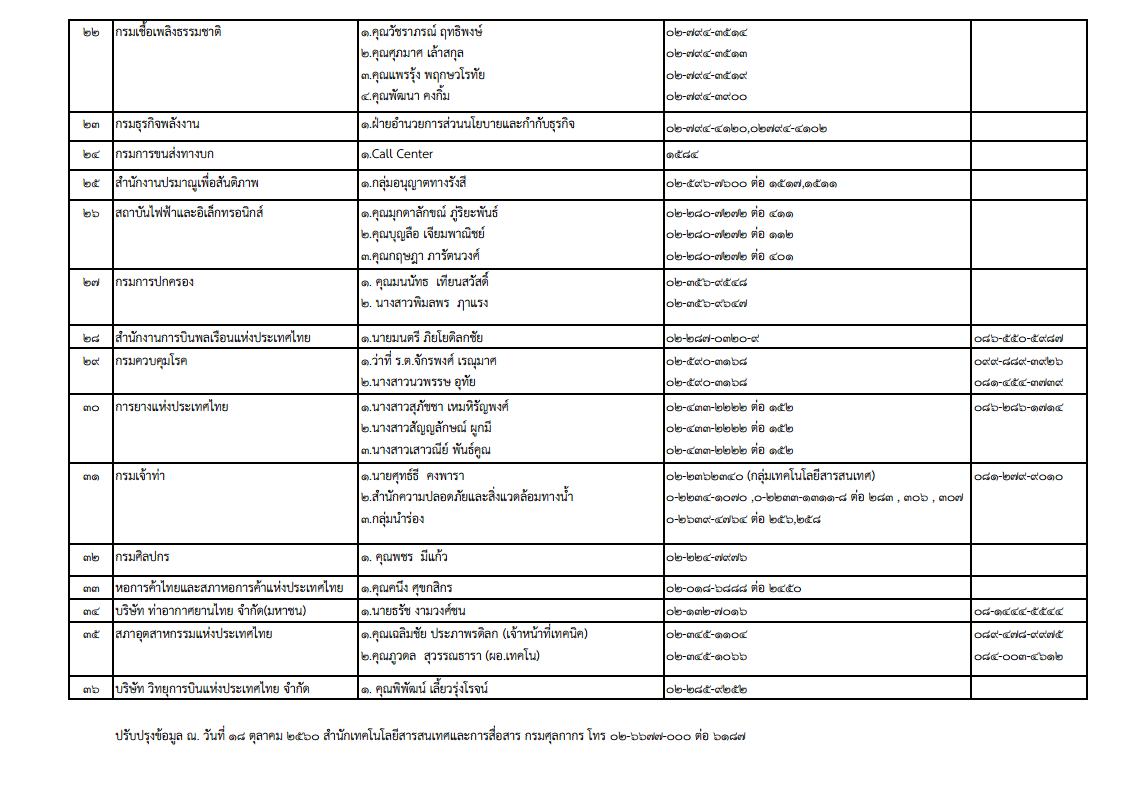 ๒๒ กรมเชื้อเพลิงธรรมชาติ ๑.คุณวัชราภรณ์ ฤทธิพงษ์ ๐๒-๗๙๔-๓๕๑๔
๒.คุณศุภมาศ เล้าสกุล ๐๒-๗๙๔-๓๕๑๓
๓.คุณแพรรุ้ง พฤกษวโรทัย ๐๒-๗๙๔-๓๕๑๙
๔.คุณพัฒนา คงกิ้ม ๐๒-๗๙๔-๓๙๐๐
๒๓ กรมธุรกิจพลังงาน ๑.ฝ่ายอำนวยการส่วนนโยบายและกำกับธุรกิจ ๐๒-๗๙๔-๔๑๒๐,๐๒๗๙๔-๔๑๐๒
๒๔ กรมการขนส่งทางบก ๑.Call Center ๑๕๘๔
๒๕ สำนักงานปรมาณูเพื่อสันติภาพ ๑.กลุ่มอนุญาตทางรังสี ๐๒-๕๙๖-๗๖๐๐ ต่อ ๑๕๑๗,๑๕๑๑
๒๖ สถาบันไฟฟ้าและอิเล็กทรอนิกส์ ๑.คุณมุกดาลักขณ์ ภูริยะพันธ์ ๐๒-๒๘๐-๗๒๗๒ ต่อ ๔๑๑
๒.คุณบุญลือ เจียมพาณิชย์ ๐๒-๒๘๐-๗๒๗๒ ต่อ ๑๑๒
๓.คุณกฤษฎา ภารัตนวงศ์ ๐๒-๒๘๐-๗๒๗๒ ต่อ ๔๐๑
๒๗ กรมการปกครอง ๑. คุณมนนัทธ เทียนสวัสดิ์ ๐๒-๓๕๖-๙๕๔๘
๒. นางสาวพิมลพร ภูาแรง ๐๒-๓๕๖-๙๖๔๗
๒๘ สำนักงานการบินพลเรือนแห่งประเทศไทย ๑.นายมนตรี ภิยโยดิลกชัย ๐๒-๒๘๗-๐๓๒๐-๙ ๐๘๖-๕๕๐-๕๙๘๗
๒๙ กรมควบคุมโรค ๑.ว่าที่ ร.ต.จักรพงศ์ เรณุมาศ ๐๒-๕๙๐-๓๑๖๘ ๐๙๙-๘๘๙-๓๙๒๖
๒.นางสาวนวพรรษ อุทัย ๐๒-๕๙๐-๓๑๖๘ ๐๘๑-๔๕๔-๓๗๓๙
๓๐ การยางแห่งประเทศไทย ๑.นางสาวสุภัชชา เหมหิรัญพงศ์ ๐๒-๔๓๓-๒๒๒๒ ต่อ ๑๕๒ ๐๘๖-๒๘๖-๑๗๑๔
๒.นางสาวสัญญลักษณ์ ผูกมี ๐๒-๔๓๓-๒๒๒๒ ต่อ ๑๕๒
๓.นางสาวเสาวณีย์ พันธ์คูณ ๐๒-๔๓๓-๒๒๒๒ ต่อ ๑๕๒
๓๑ กรมเจ้าท่า ๑.นายศุทธ์ธี คงพารา ๐๒-๒๓๖๒๓๔๐ (กลุ่มเทคโนโลยีสารสนเทศ) ๐๘๑-๒๗๙-๙๐๑๐
๒.สำนักความปลอดภัยและสิ่งแวดล้อมทางน้ำ ๐-๒๒๓๔-๑๐๗๐ ,๐-๒๒๓๓-๑๓๑๑-๘ ต่อ ๒๘๓ , ๓๐๖ , ๓๐๗
๓.กลุ่มนำร่อง ๐-๒๖๓๙-๔๗๖๔ ต่อ ๒๕๖,๒๕๘
๓๒ กรมศิลปกร ๑. คุณพชร มีแก้ว ๐๒-๒๒๔-๗๙๗๖
๓๓ หอการค้าไทยและสภาหอการค้าแห่งประเทศไทย ๑.คุณคนึง ศุขกสิกร ๐๒-๐๑๘-๖๘๘๘ ต่อ ๒๔๕๐
๓๔ บริษัท ท่าอากาศยานไทย จำกัด(มหาชน) ๑.นายธรัช งามวงศ์ชน ๐๒-๑๓๒-๗๐๑๖ ๐๘-๑๔๔๔-๕๕๔๔
๓๕ สภาอุตสาหกรรมแห่งประเทศไทย ๑.คุณเฉลิมชัย ประภาพรดิลก (เจ้าหน้าที่เทคนิค) ๐๒-๓๔๕-๑๑๐๔ ๐๘๙-๔๗๘-๙๙๗๕
๒.คุณภูวดล สุวรรณธารา (ผอ.เทคโน) ๐๒-๓๔๕-๑๐๖๖ ๐๘๔-๐๐๓-๔๖๑๒
๓๖ บริษัท วิทยุการบินแห่งประเทศไทย จำกัด ๑. คุณพิพัฒน์ เลี้ยวรุ่งโรจน์ ๐๒-๒๘๕-๙๒๕๒
ปรับปรุงข้อมูล ณ. วันที่ ๑๘ ตุลาคม ๒๕๖๐ สำนักเทคโนโลยีสารสนเทศและการสื่อสาร กรมศุลกากร โทร ๐๒-๖๖๗๗-๐๐๐ ต่อ ๖๑๘๗